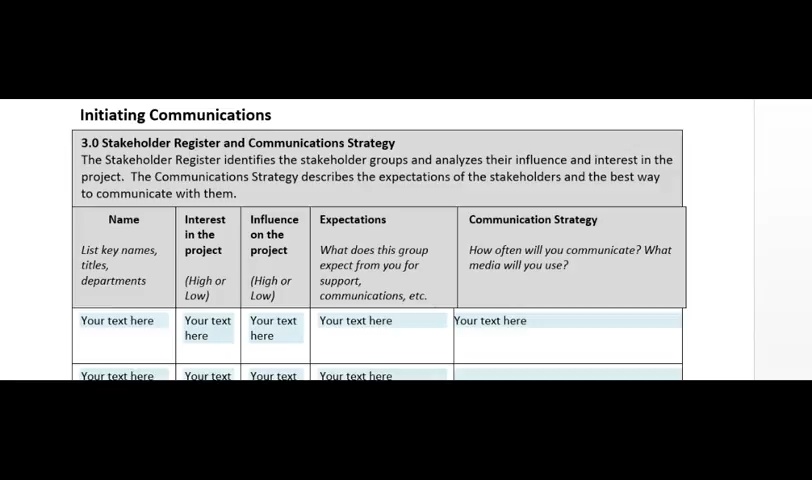 Initiating Communications
3.0 Stakeholder Register and Communications Strategy
The Stakeholder Register identifies the stakeholder groups and analyzes their influence and interest in the
project. The Communications Strategy describes the expectations of the stakeholders and the best way
to communicate with them.
Name
List key names,
titles,
departments
Interest
in the
project
(High or
Low)
Influence
on the
project
(High or
Low)
Expectations
What does this group
expect from you for
support,
communications, etc.
Communication Strategy
How often will you communicate? What
media will you use?
Your text here
Your text
here
Your text
here
Your text here
Your text here
Your text here
Your text
Your text
Your text here